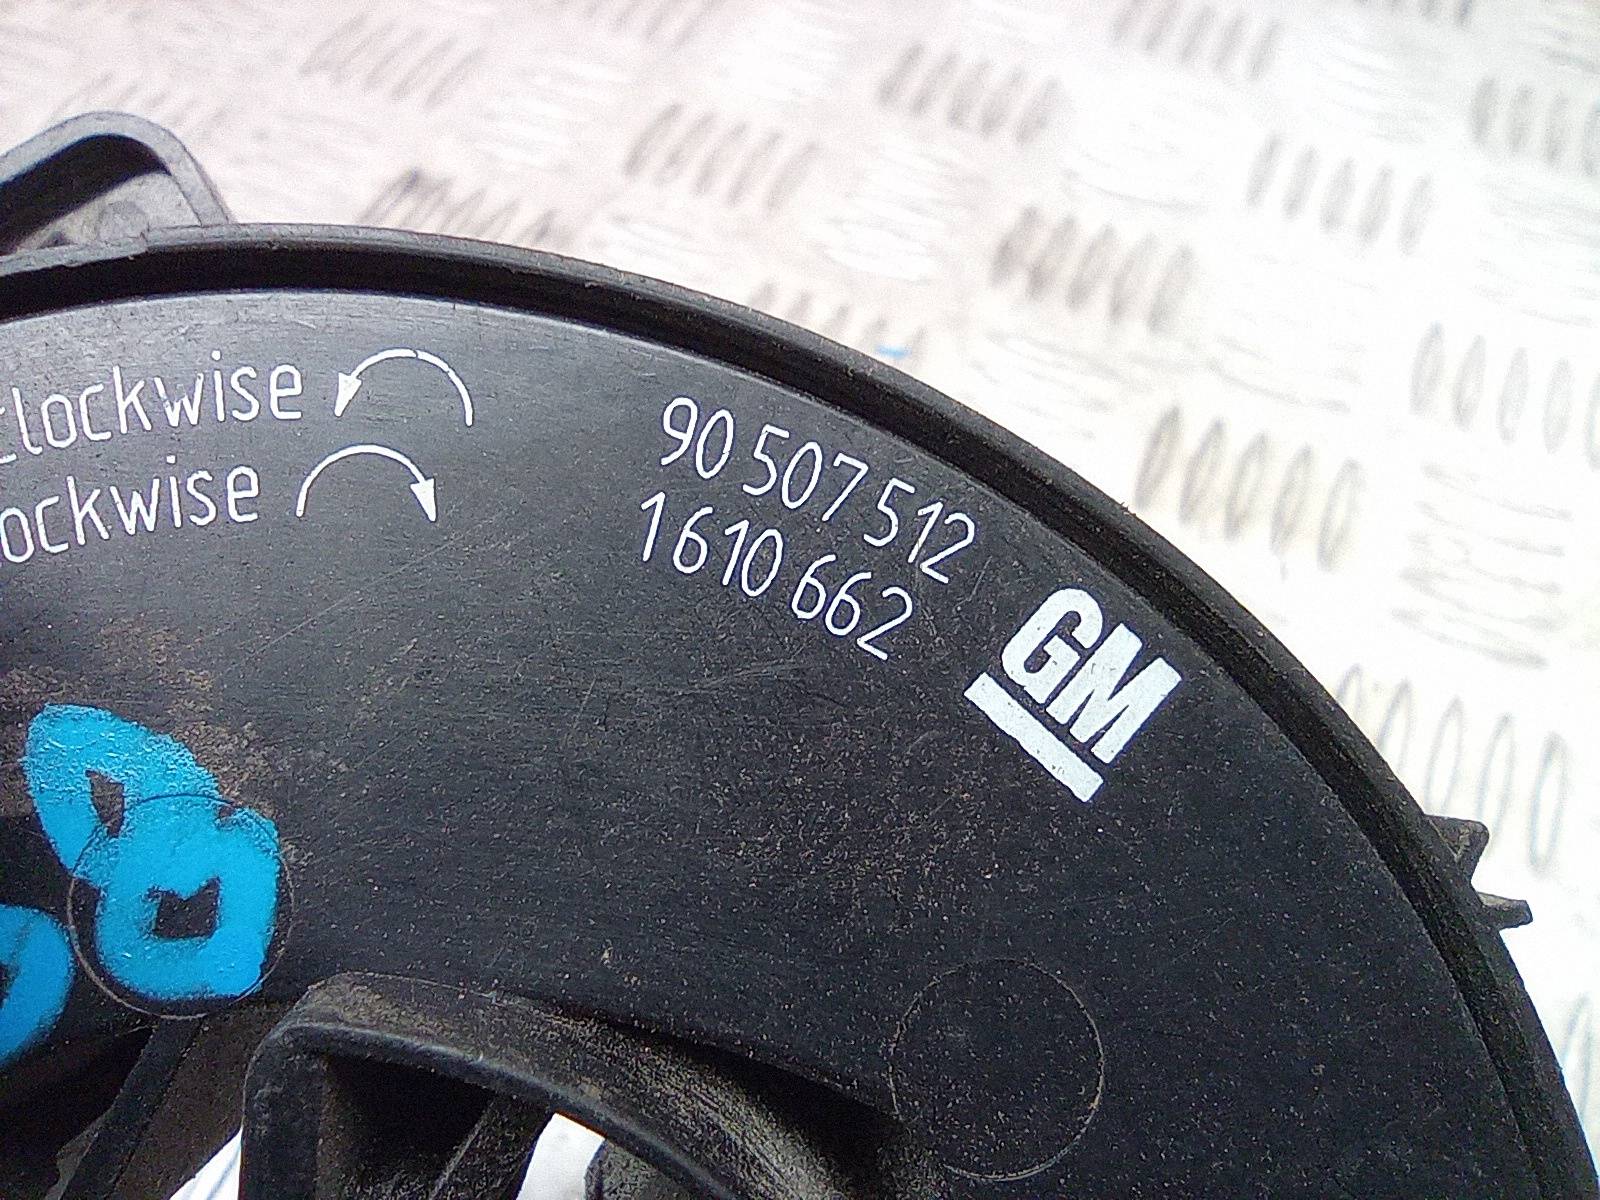 clockwise
ockwise
90 507 512
1610 662
GM